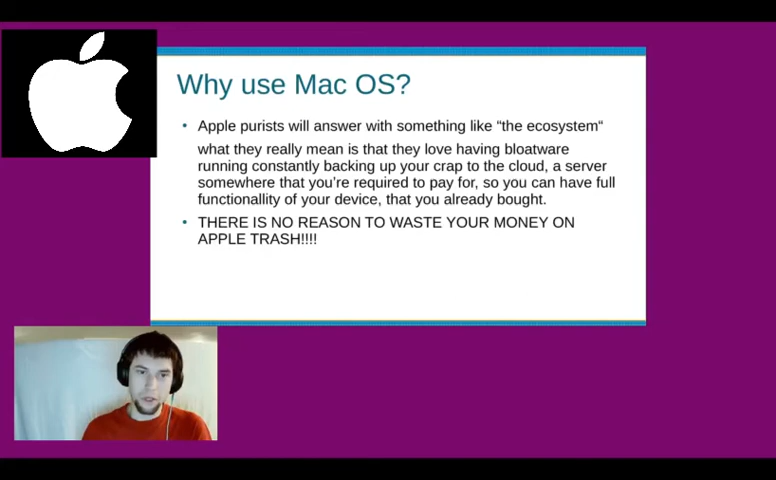 Why use Mac OS?
• Apple purists will answer with something like “the ecosystem“
what they really mean is that they love having bloatware
running constantly backing up your crap to the cloud, a server
somewhere that you’re required to pay for, so you can have full
functionallity of your device, that you already bought.
• THERE IS NO REASON TO WASTE YOUR MONEY ON
APPLE TRASH!!!!